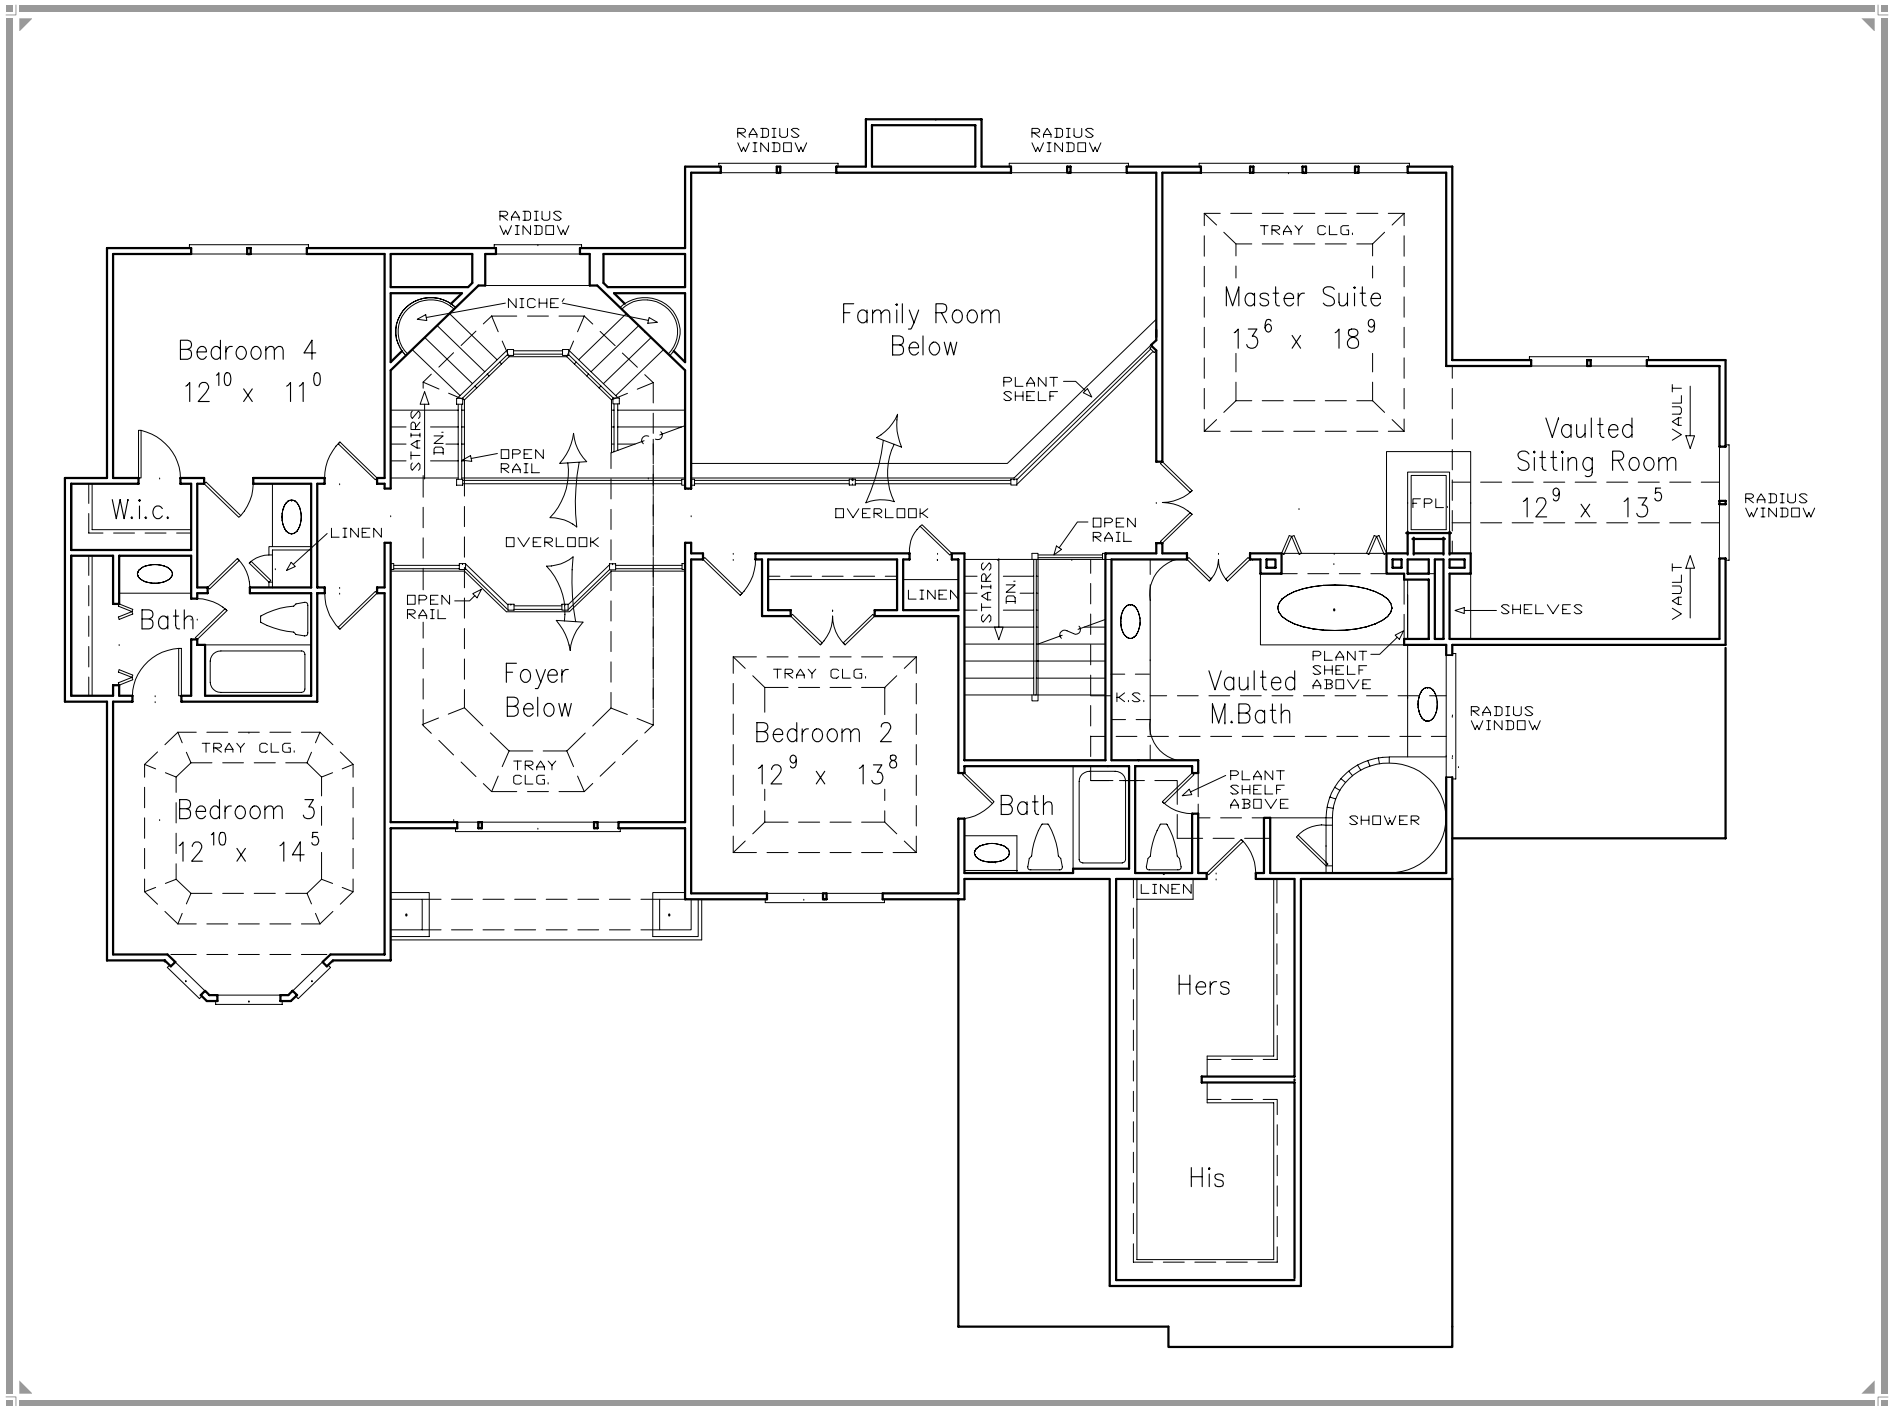 RADIUS
WINDOW
RADIUS
WINDOW
RADIUS
WINDOW
TRAY CLG.
Master Suite
13⁶ x 18⁹
NICHE'
Family Room
Below
Bedroom 4
12¹⁰ x 11⁰
PLANT
SHELF
VAULT
Vaulted
Sitting Room
12⁹ x 13⁵
STAIRS
DN.
OPEN
RAIL
W.i.c.
LINEN
OVERLOOK
OVERLOOK
OPEN
RAIL
FPL.
RADIUS
WINDOW
VAULT
OPEN
RAIL
Bath
LINEN
STAIRS
DN.
SHELVES
PLANT
SHELF
ABOVE
Foyer
Below
TRAY CLG.
Bedroom 2
12⁹ x 13⁸
K.S.
Vaulted
M.Bath
RADIUS
WINDOW
TRAY CLG.
Bedroom 3
12¹⁰ x 14⁵
TRAY
CLG.
Bath
PLANT
SHELF
ABOVE
SHOWER
LINEN
Hers
His